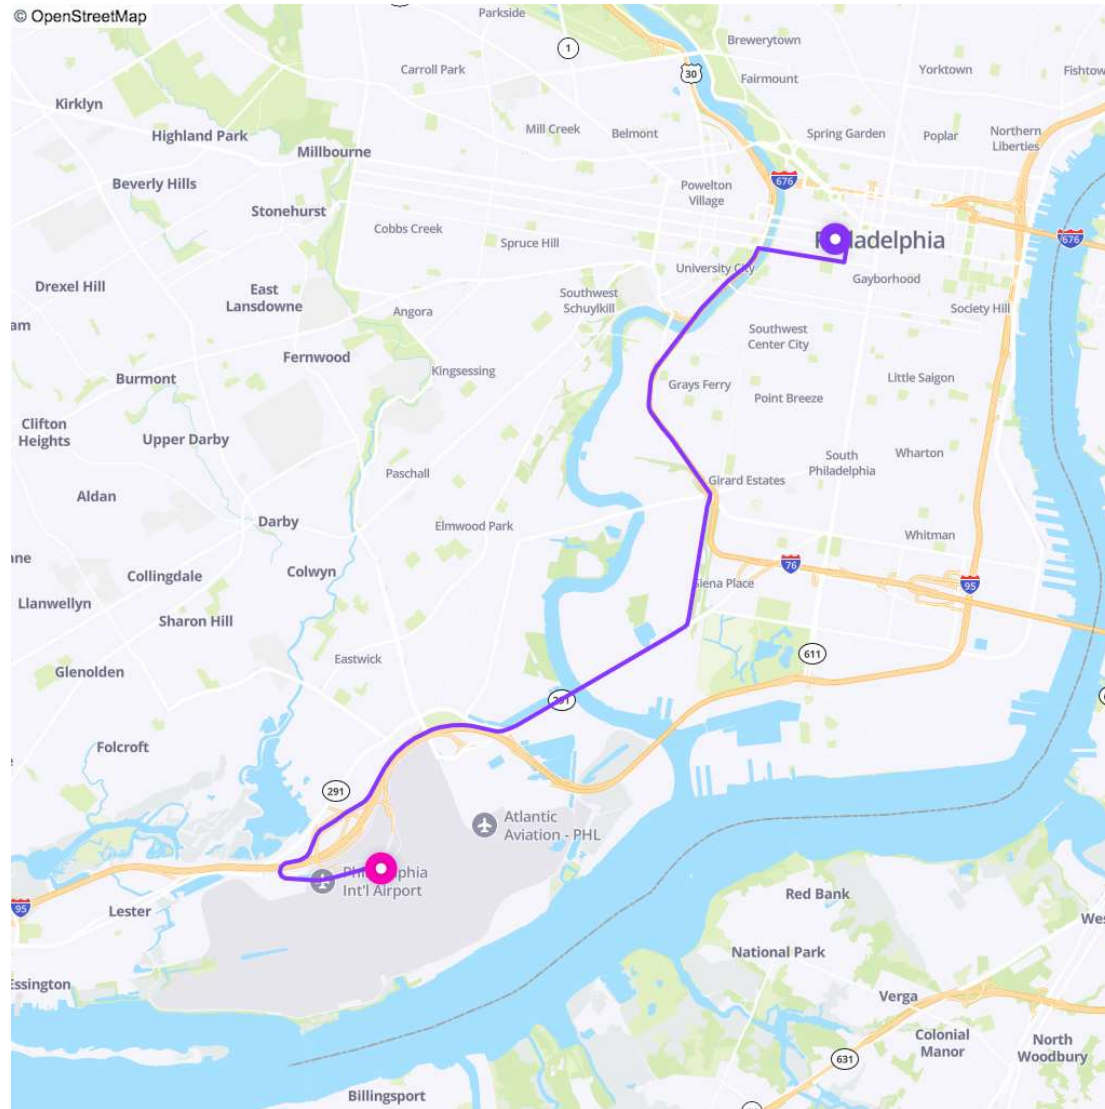 © OpenStreetMap
Parkside
1
Brewerytown
Carroll Park
30
Fairmount
Yorktown
Kirklyn
Highland Park
Mill Creek
Belmont
Spring Garden
Poplar
Northern
Liberties
Millbourne
Beverly Hills
Powelton
Village
676
Stonehurst
Cobbs Creek
Spruce Hill
Philadelphia
676
University City
Gayborhood
Drexel Hill
East
Lansdowne
Southwest
Schuylkill
Society Hill
Angora
Southwest
Center City
Fernwood
Kingsessing
Burmont
Grays Ferry
Little Saigon
Point Breeze
Clifton
Heights
Upper Darby
South
Philadelphia
Wharton
Paschall
Girard Estates
Aldan
Darby
Elmwood Park
Whitman
Collingdale
Colwyn
76
95
Siena Place
Llanwellyn
Sharon Hill
Eastwick
611
Glenolden
291
Folcroft
291
Atlantic
Aviation - PHL
Philadelphia
Int'l Airport
95
Lester
Red Bank
National Park
Essington
Verga
Colonial
Manor
North
Woodbury
631
Billingsport